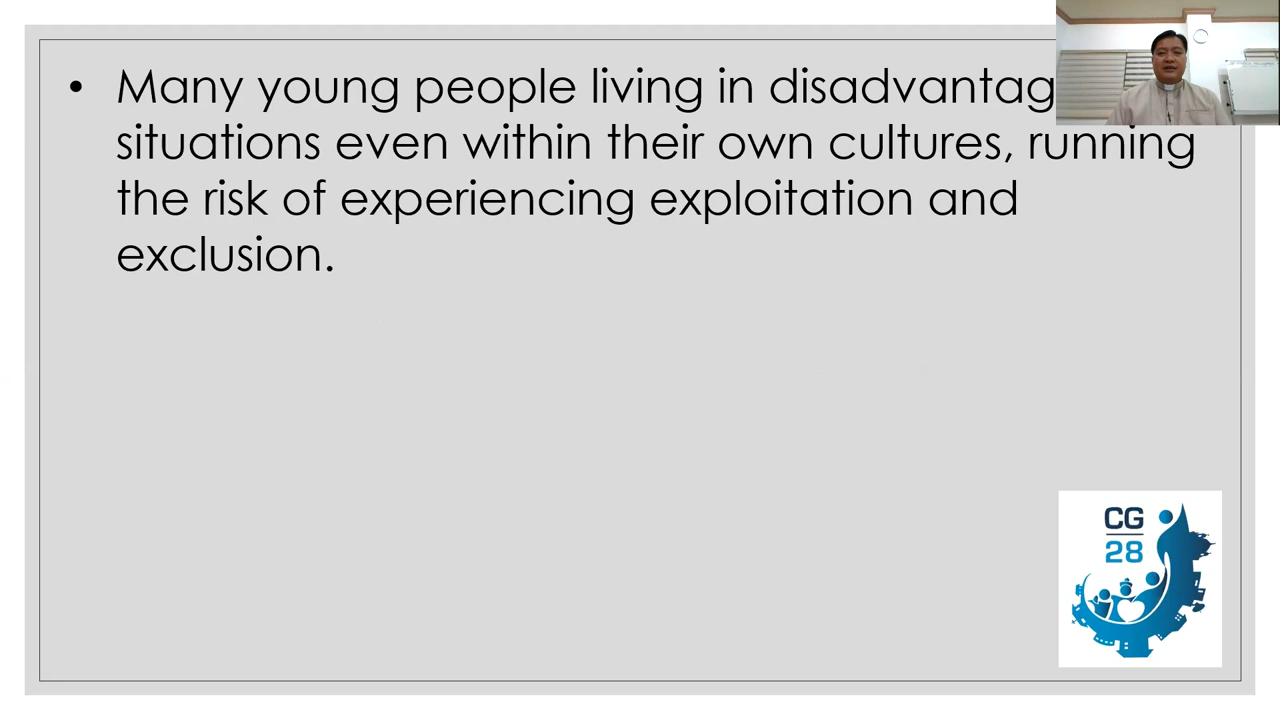 • Many young people living in disadvantag
situations even within their own cultures, running
the risk of experiencing exploitation and
exclusion.
CG
28